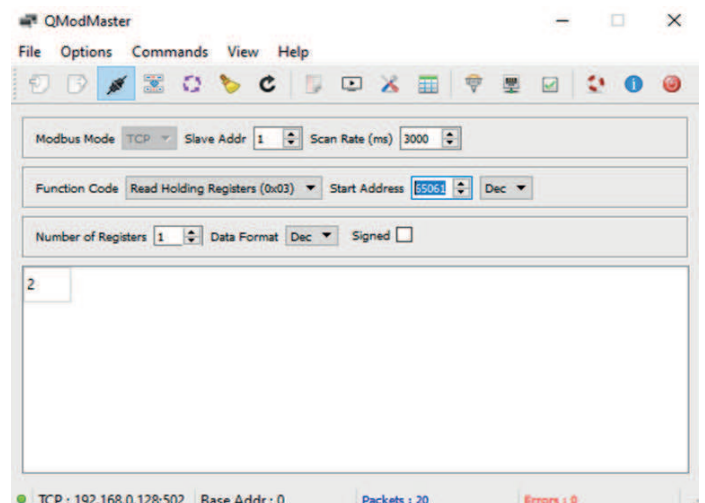 QModMaster
File Options Commands View Help
Modbus Mode TCP Slave Addr 1 Scan Rate (ms) 3000
Function Code Read Holding Registers (0x03) Start Address 65061 Dec
Number of Registers 1 Data Format Dec Signed
2
TCP : 192.168.0.128:502 Base Addr : 0 Packets : 20 Errors : 0